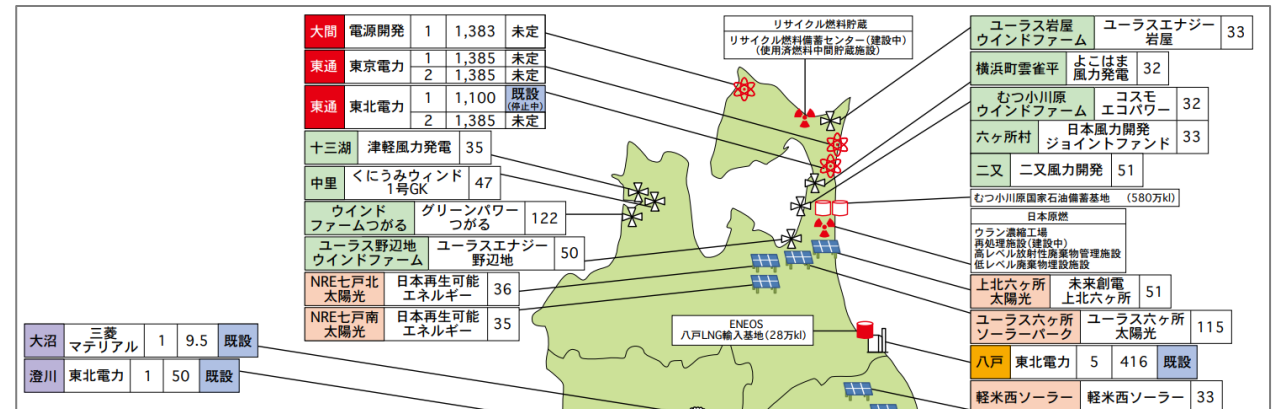 大間 電源開発 1 1,383 未定
東通 東京電力 1 1,385 未定
2 1,385 未定
東通 東北電力 1 1,100 既設
(停止中)
2 1,385 未定
十三湖 津軽風力発電 35
中里 くにうみウィンド
1号GK 47
ウインド
ファームつがる グリーンパワー
つがる 122
ユーラス野辺地
ウインドファーム ユーラスエナジー
野辺地 50
NRE七戸北
太陽光 日本再生可能
エネルギー 36
NRE七戸南
太陽光 日本再生可能
エネルギー 35
大沼 三菱
マテリアル 1 9.5 既設
澄川 東北電力 1 50 既設
リサイクル燃料貯蔵
リサイクル燃料備蓄センター(建設中)
(使用済燃料中間貯蔵施設)
ENEOS
八戸LNG輸入基地(28万kl)
ユーラス岩屋
ウインドファーム ユーラスエナジー
岩屋 33
横浜町雲雀平 よこはま
風力発電 32
むつ小川原
ウインドファーム コスモ
エコパワー 32
六ヶ所村 日本風力開発
ジョイントファンド 33
二又 二又風力開発 51
むつ小川原国家石油備蓄基地 (580万kl)
日本原燃
ウラン濃縮工場
再処理施設(建設中)
高レベル放射性廃棄物管理施設
低レベル廃棄物埋設施設
上北六ヶ所
太陽光 未来創電
上北六ヶ所 51
ユーラス六ヶ所
ソーラーパーク ユーラス六ヶ所
太陽光 115
八戸 東北電力 5 416 既設
軽米西ソーラー 軽米西ソーラー 33